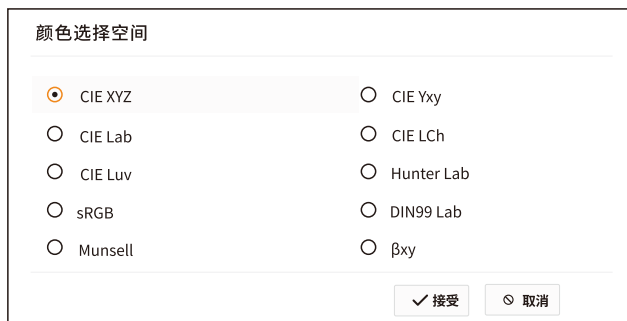 颜色选择空间
CIE XYZ
CIE Yxy
CIE Lab
CIE LCh
CIE Luv
Hunter Lab
sRGB
DIN99 Lab
Munsell
βxy
接受
取消